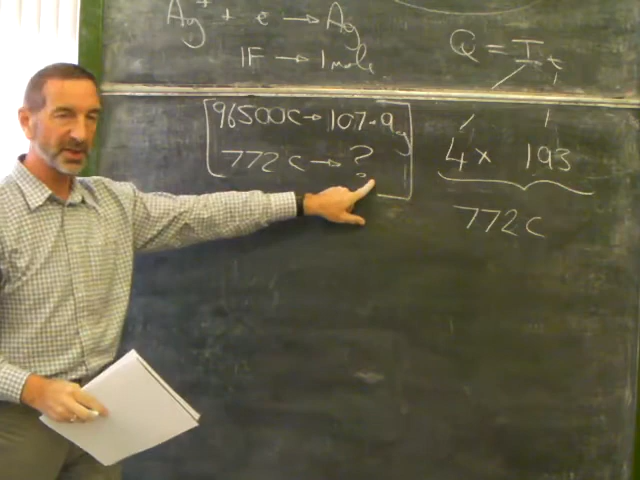 Ag⁺ + e → Ag
1F → 1 mole
Q = It
96500C → 107.9g
772C → ?
4 × 193
772C